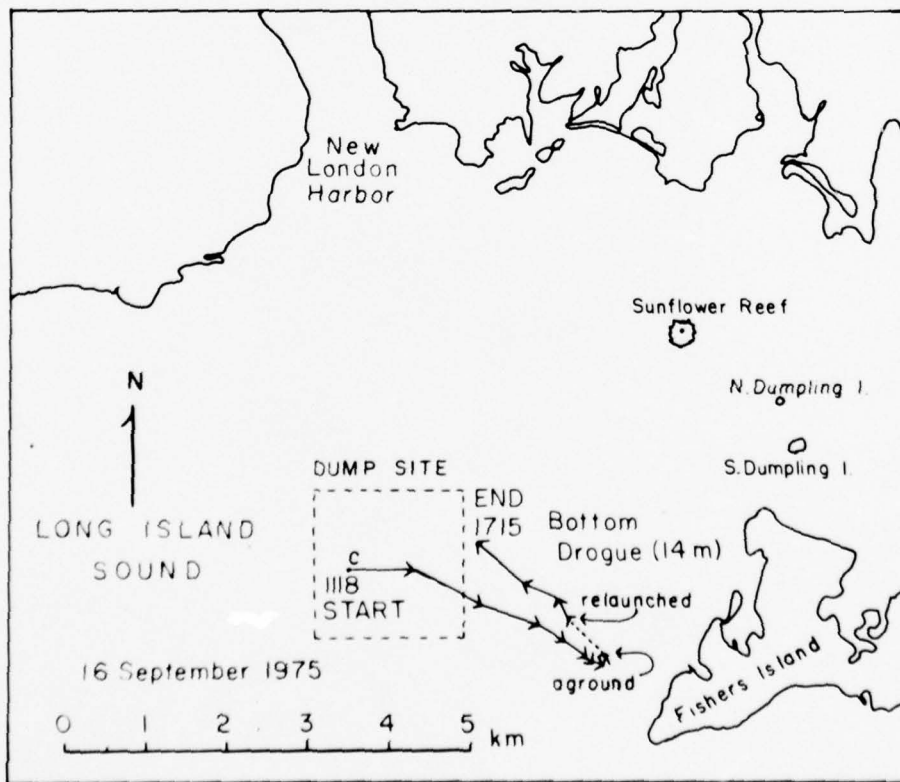 New
London
Harbor
Sunflower Reef
N
N. Dumpling I.
S. Dumpling I.
DUMP SITE
LONG ISLAND
SOUND
END
1715
Bottom
Drogue (14 m)
C
1118
START
relaunched
aground
Fishers Island
16 September 1975
0 1 2 3 4 5 km